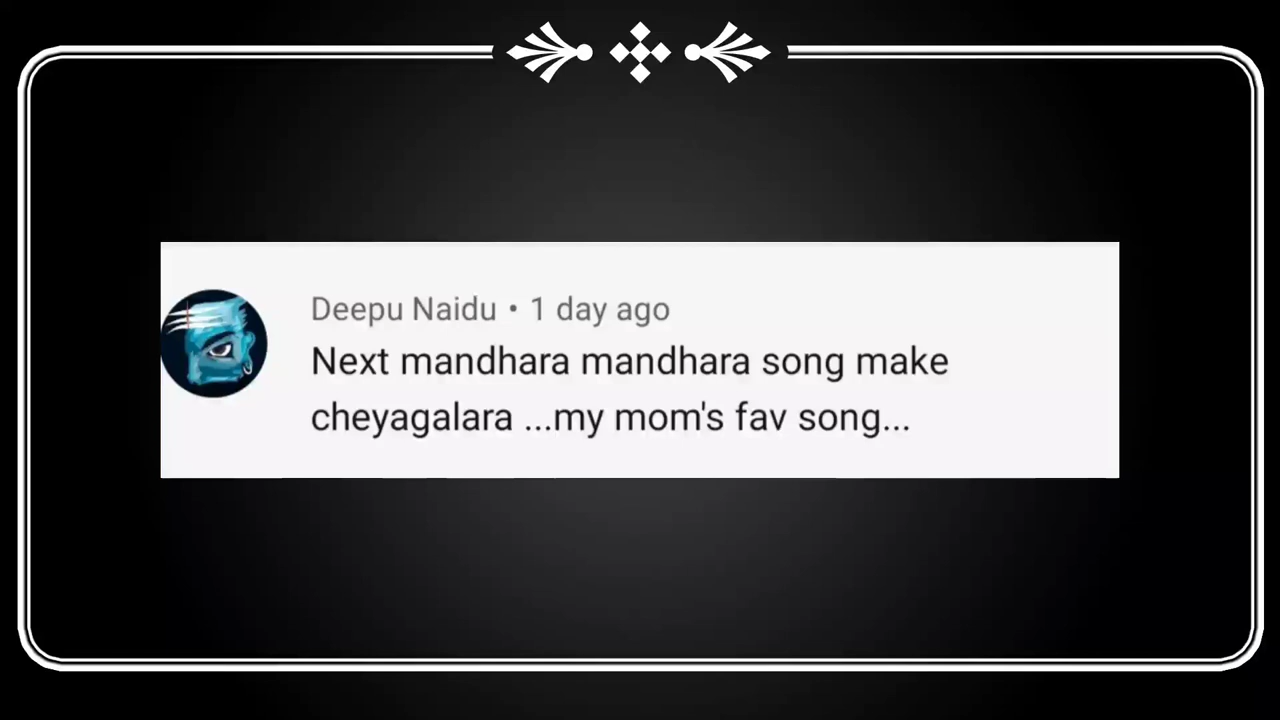 Deepu Naidu • 1 day ago
Next mandhara mandhara song make
cheyagalara ...my mom's fav song...